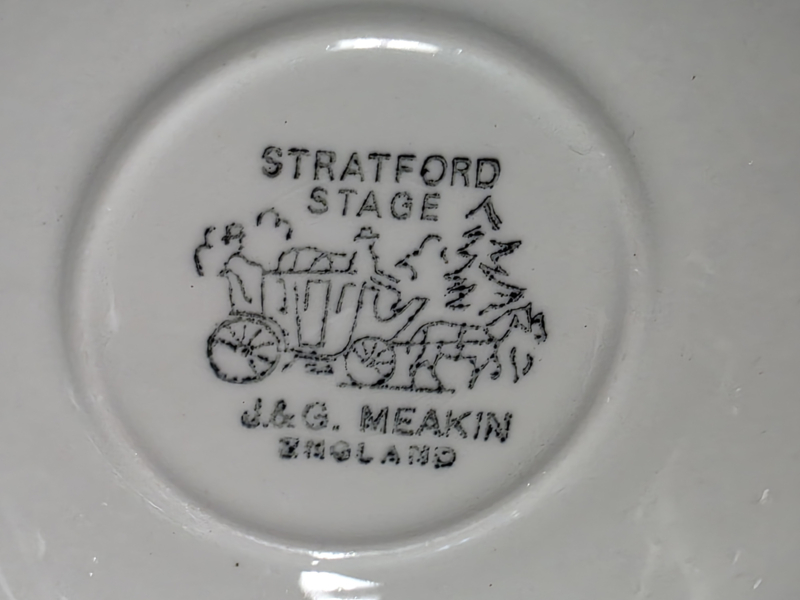 STRATFORD
STAGE
J.&G. MEAKIN
ENGLAND